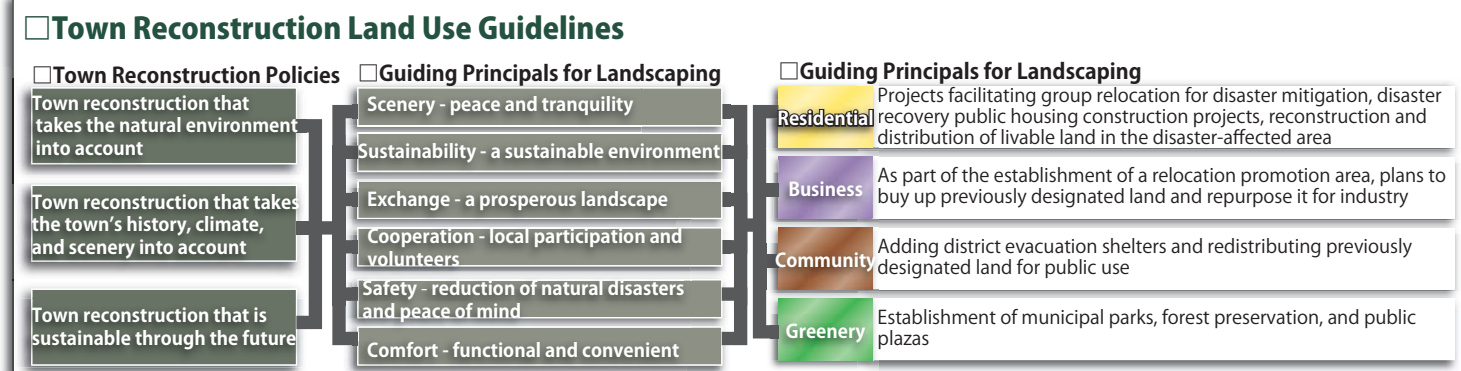 □Town Reconstruction Land Use Guidelines
□Town Reconstruction Policies
Town reconstruction that
takes the natural environment
into account
Town reconstruction that takes
the town's history, climate,
and scenery into account
Town reconstruction that is
sustainable through the future
□Guiding Principals for Landscaping
Scenery - peace and tranquility
Sustainability - a sustainable environment
Exchange - a prosperous landscape
Cooperation - local participation and
volunteers
Safety - reduction of natural disasters
and peace of mind
Comfort - functional and convenient
□Guiding Principals for Landscaping
Residential
Projects facilitating group relocation for disaster mitigation, disaster
recovery public housing construction projects, reconstruction and
distribution of livable land in the disaster-affected area
Business
As part of the establishment of a relocation promotion area, plans to
buy up previously designated land and repurpose it for industry
Community
Adding district evacuation shelters and redistributing previously
designated land for public use
Greenery
Establishment of municipal parks, forest preservation, and public
plazas